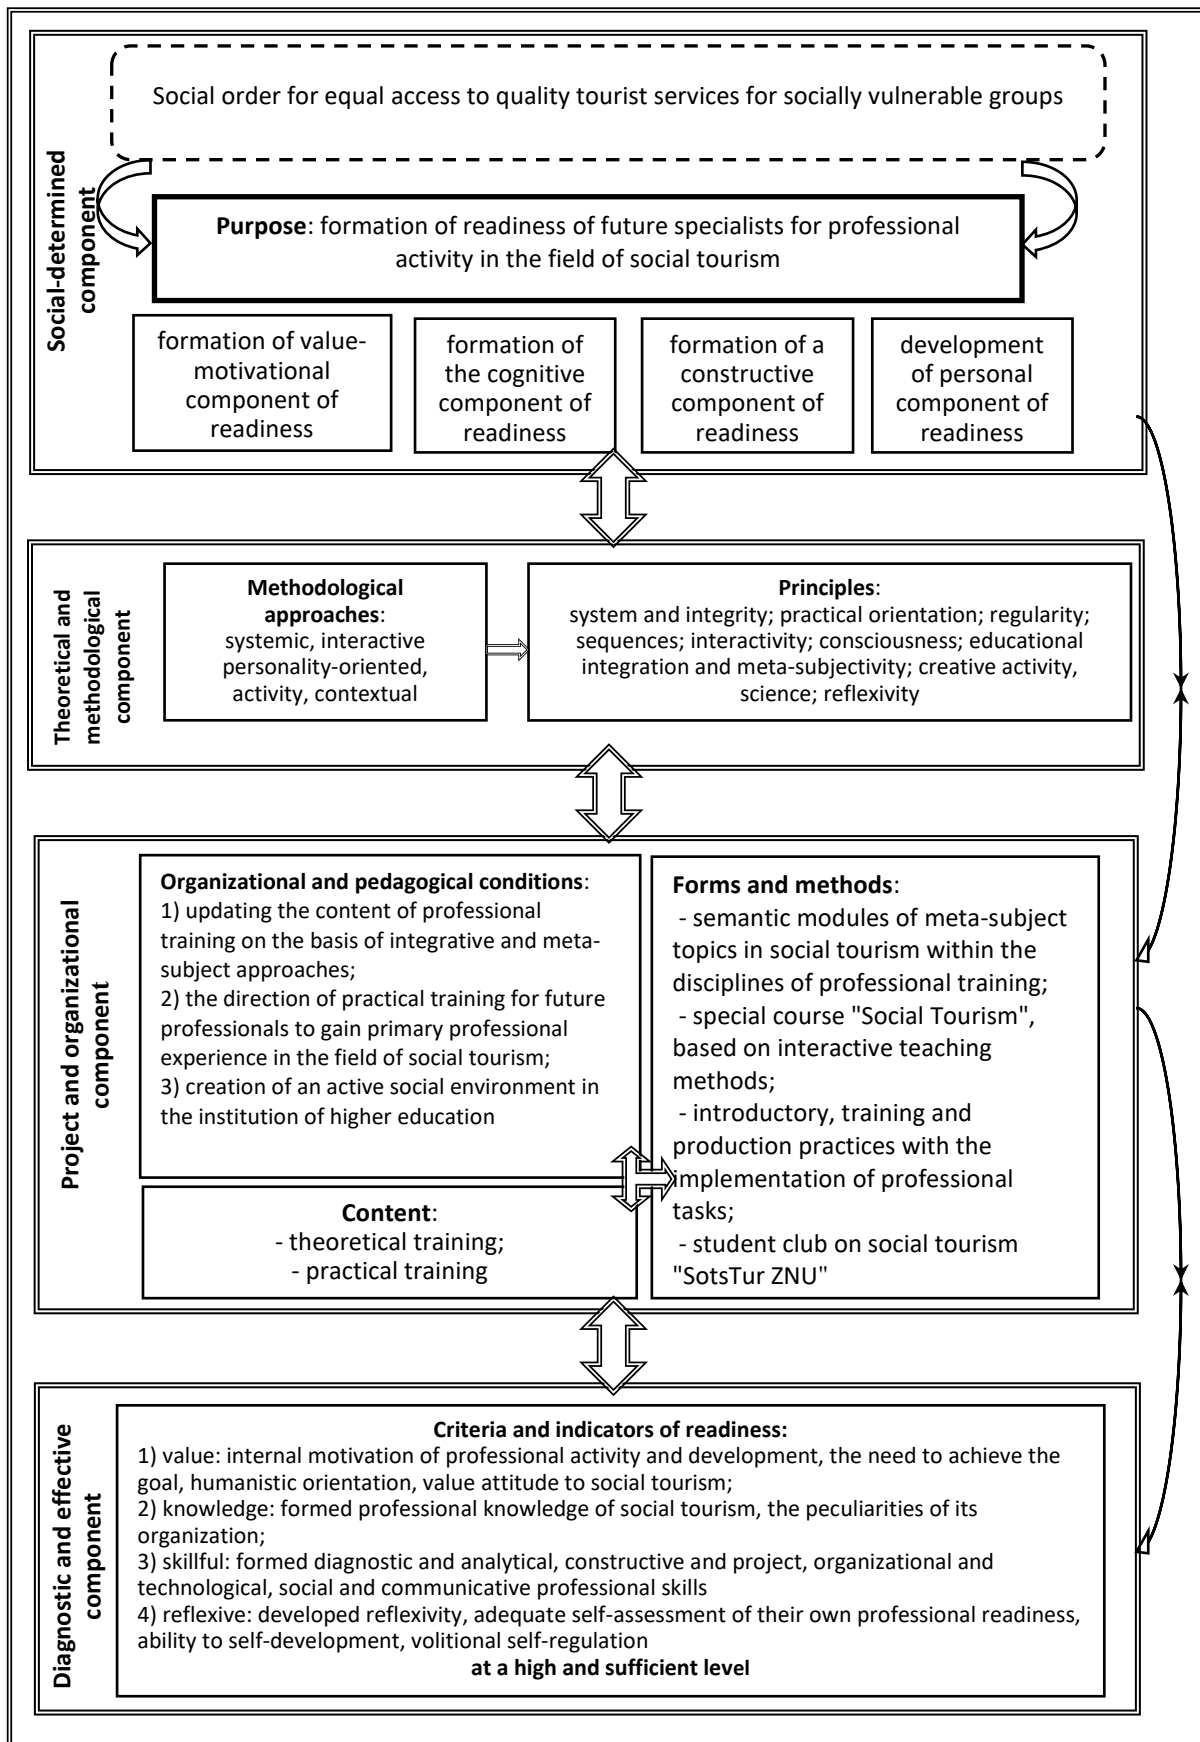 Social-determined
component
Social order for equal access to quality tourist services for socially vulnerable groups
Purpose: formation of readiness of future specialists for professional
activity in the field of social tourism
formation of value-
motivational
component of
readiness
formation of
the cognitive
component of
readiness
formation of a
constructive
component of
readiness
development
of personal
component of
readiness
Theoretical and
methodological
component
Methodological
approaches:
systemic, interactive
personality-oriented,
activity, contextual
Principles:
system and integrity; practical orientation; regularity;
sequences; interactivity; consciousness; educational
integration and meta-subjectivity; creative activity,
science; reflexivity
Project and organizational
component
Organizational and pedagogical conditions:
1) updating the content of professional
training on the basis of integrative and meta-
subject approaches;
2) the direction of practical training for future
professionals to gain primary professional
experience in the field of social tourism;
3) creation of an active social environment in
the institution of higher education
Content:
- theoretical training;
- practical training
Forms and methods:
- semantic modules of meta-subject
topics in social tourism within the
disciplines of professional training;
- special course "Social Tourism",
based on interactive teaching
methods;
- introductory, training and
production practices with the
implementation of professional
tasks;
- student club on social tourism
"SotsTur ZNU"
Diagnostic and effective
component
Criteria and indicators of readiness:
1) value: internal motivation of professional activity and development, the need to achieve the
goal, humanistic orientation, value attitude to social tourism;
2) knowledge: formed professional knowledge of social tourism, the peculiarities of its
organization;
3) skillful: formed diagnostic and analytical, constructive and project, organizational and
technological, social and communicative professional skills
4) reflexive: developed reflexivity, adequate self-assessment of their own professional readiness,
ability to self-development, volitional self-regulation
at a high and sufficient level